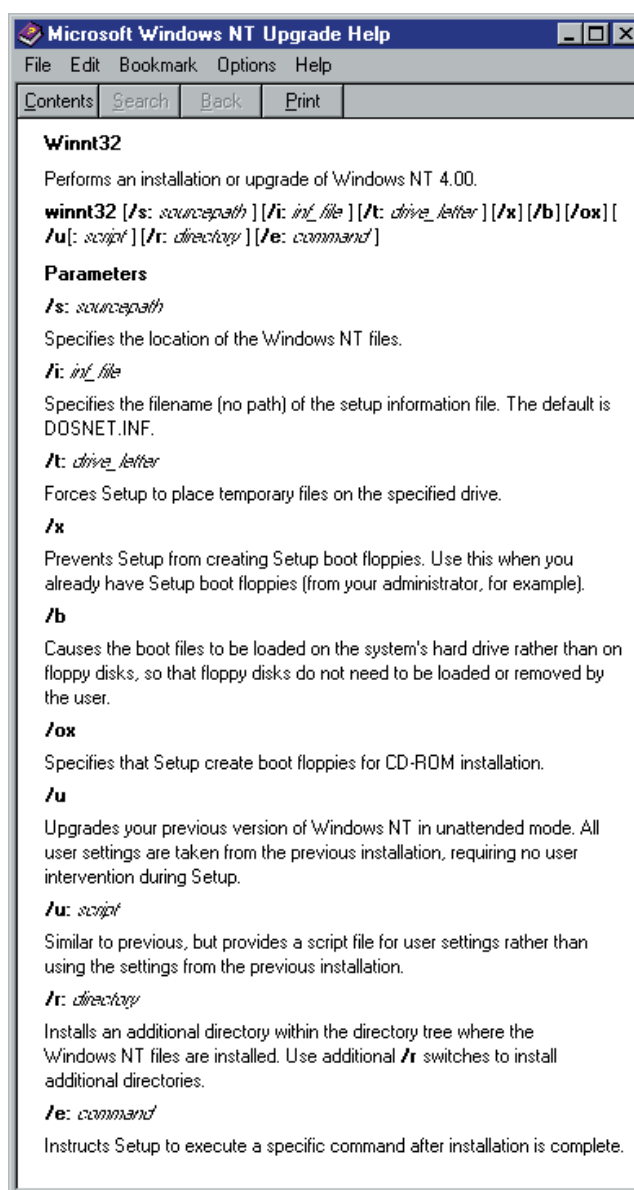 Microsoft Windows NT Upgrade Help
File Edit Bookmark Options Help
Contents Search Back Print
Winnt32
Performs an installation or upgrade of Windows NT 4.00.
winnt32 [/s: sourcepath ] [/i: inf_file ] [/t: drive_letter ] [/x] [/b] [/ox] [
/u[: script ] [/r: directory ] [/e: command ]
Parameters
/s: sourcepath
Specifies the location of the Windows NT files.
/i: inf_file
Specifies the filename (no path) of the setup information file. The default is
DOSNET.INF.
/t: drive_letter
Forces Setup to place temporary files on the specified drive.
/x
Prevents Setup from creating Setup boot floppies. Use this when you
already have Setup boot floppies (from your administrator, for example).
/b
Causes the boot files to be loaded on the system's hard drive rather than on
floppy disks, so that floppy disks do not need to be loaded or removed by
the user.
/ox
Specifies that Setup create boot floppies for CD-ROM installation.
/u
Upgrades your previous version of Windows NT in unattended mode. All
user settings are taken from the previous installation, requiring no user
intervention during Setup.
/u: script
Similar to previous, but provides a script file for user settings rather than
using the settings from the previous installation.
/r: directory
Installs an additional directory within the directory tree where the
Windows NT files are installed. Use additional /r switches to install
additional directories.
/e: command
Instructs Setup to execute a specific command after installation is complete.